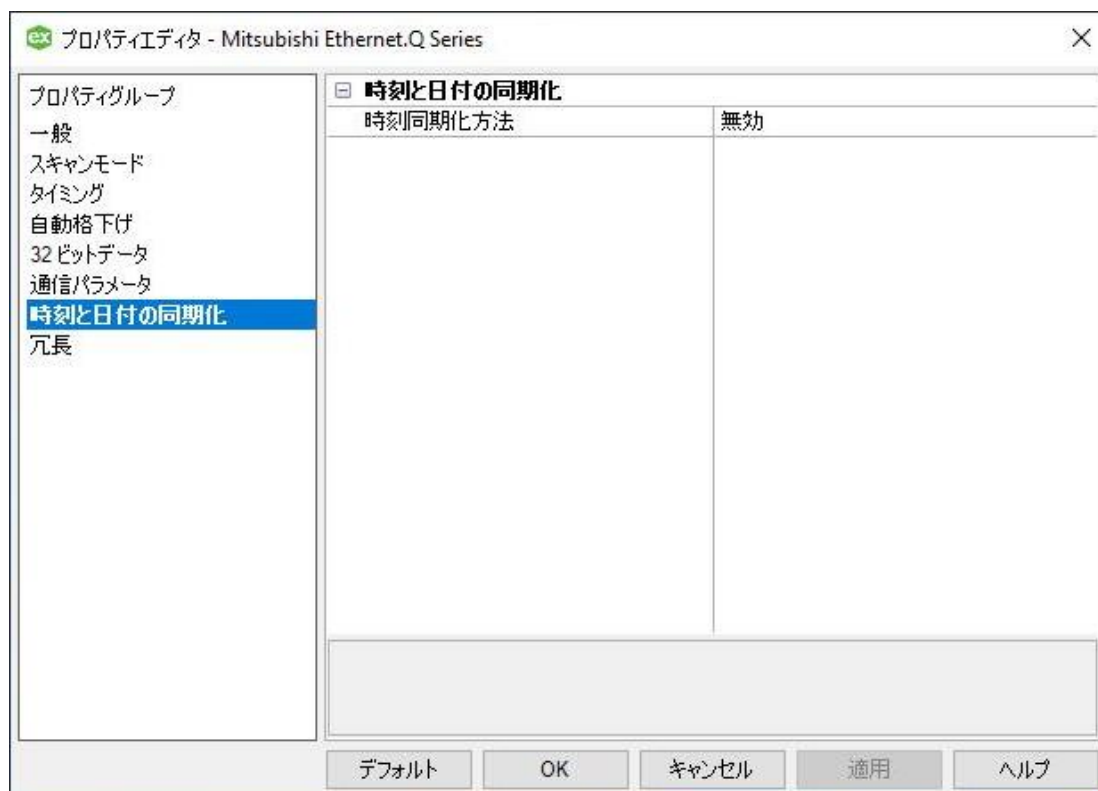 ex プロパティエディタ - Mitsubishi Ethernet.Q Series
プロパティグループ
一般
スキャンモード
タイミング
自動格下げ
32 ビットデータ
通信パラメータ
時刻と日付の同期化
冗長
時刻と日付の同期化
時刻同期化方法 無効
デフォルト OK キャンセル 適用 ヘルプ